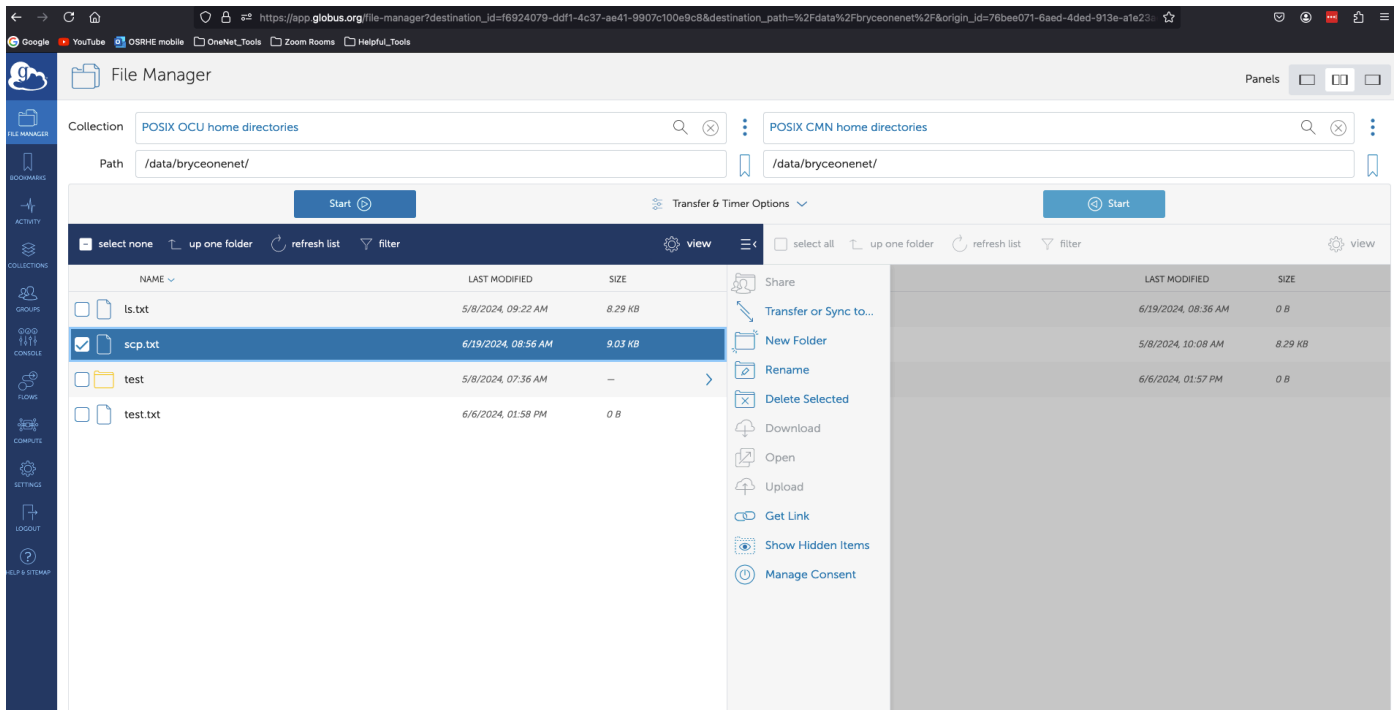 https://app.globus.org/file-manager?destination_id=f6924079-ddf1-4c37-ae41-9907c100e9c8&destination_path=%2Fdata%2Fbryceonenet%2F&origin_id=76bee071-6aed-4ded-913e-a1e23a
Google YouTube OSRHE mobile OneNet_Tools Zoom Rooms Helpful_Tools
File Manager
Panels
FILE MANAGER
BOOKMARKS
ACTIVITY
COLLECTIONS
GROUPS
CONSOLE
FLOWS
COMPUTE
SETTINGS
LOGOUT
HELP & SITEMAP
Collection POSIX OCU home directories
POSIX CMN home directories
Path /data/bryceonenet/
/data/bryceonenet/
Start Transfer & Timer Options Start
select none up one folder refresh list filter view
select all up one folder refresh list filter view
NAME LAST MODIFIED SIZE
ls.txt 5/8/2024, 09:22 AM 8.29 KB
scp.txt 6/19/2024, 08:56 AM 9.03 KB
test 5/8/2024, 07:36 AM —
test.txt 6/6/2024, 01:58 PM 0 B
Share
Transfer or Sync to...
New Folder
Rename
Delete Selected
Download
Open
Upload
Get Link
Show Hidden Items
Manage Consent
LAST MODIFIED SIZE
6/19/2024, 08:36 AM 0 B
5/8/2024, 10:08 AM 8.29 KB
6/6/2024, 01:57 PM 0 B